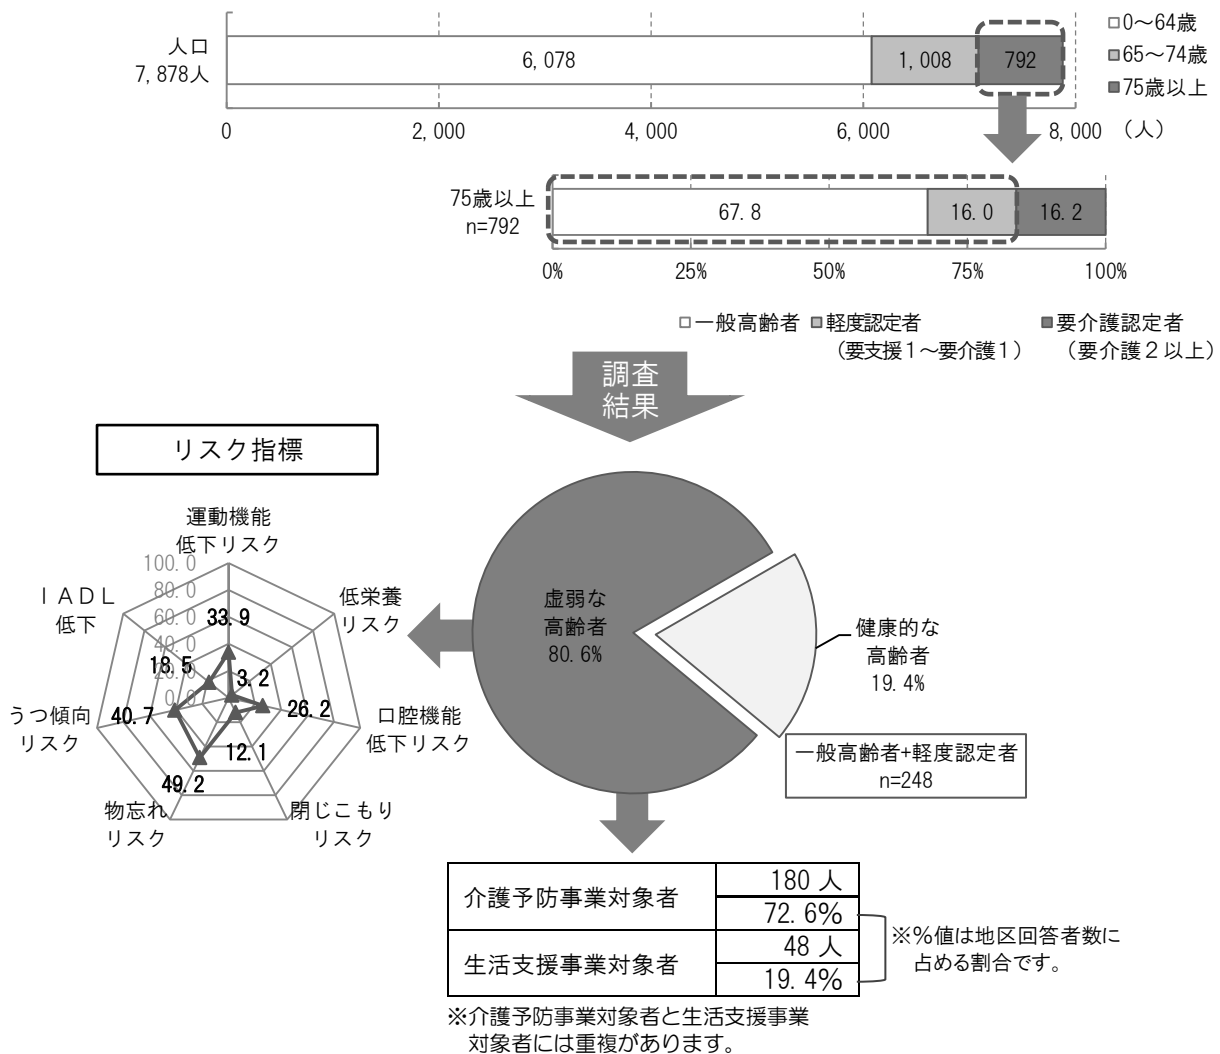 人口
7,878人
6,078
1,008
792
□0～64歳
■65～74歳
■75歳以上
0
2,000
4,000
6,000
8,000
（人）
75歳以上
n=792
67.8
16.0
16.2
0%
25%
50%
75%
100%
□一般高齢者
■軽度認定者
（要支援１～要介護１）
■要介護認定者
（要介護２以上）
調査
結果
リスク指標
運動機能
低下リスク
低栄養
リスク
口腔機能
低下リスク
閉じこもり
リスク
物忘れ
リスク
うつ傾向
リスク
ＩＡＤＬ
低下
100.0
80.0
60.0
40.0
20.0
0.0
33.9
3.2
26.2
12.1
49.2
40.7
18.5
虚弱な
高齢者
80.6%
健康的な
高齢者
19.4%
一般高齢者+軽度認定者
n=248
介護予防事業対象者
180 人
72.6%
生活支援事業対象者
48 人
19.4%
※%値は地区回答者数に
占める割合です。
※介護予防事業対象者と生活支援事業
対象者には重複があります。